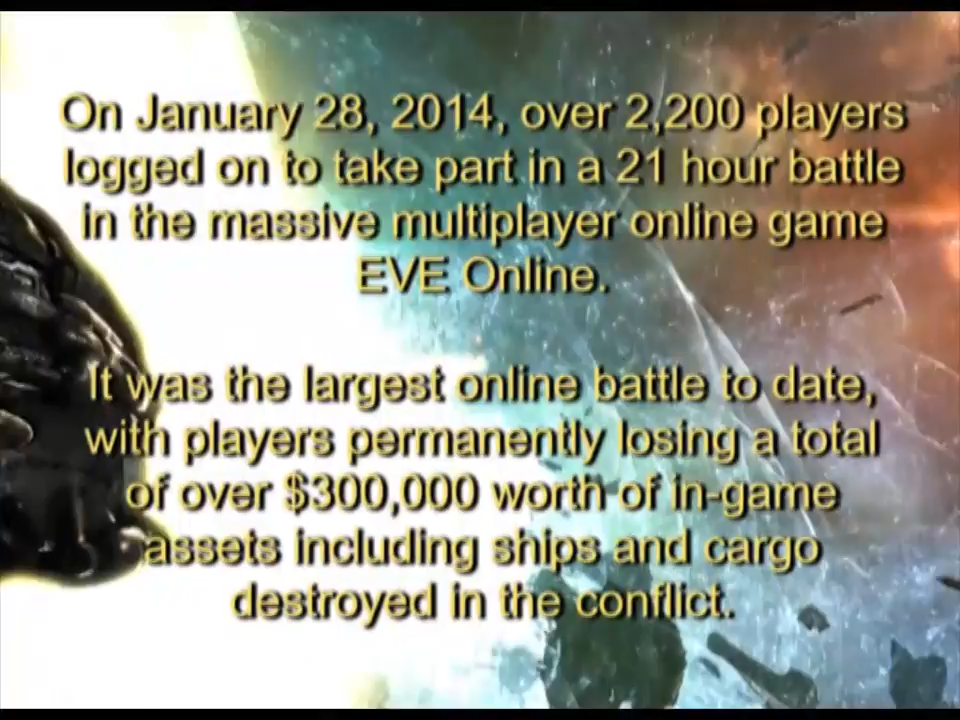 On January 28, 2014, over 2,200 players
logged on to take part in a 21 hour battle
in the massive multiplayer online game
EVE Online.
It was the largest online battle to date,
with players permanently losing a total
of over $300,000 worth of in-game
assets including ships and cargo
destroyed in the conflict.